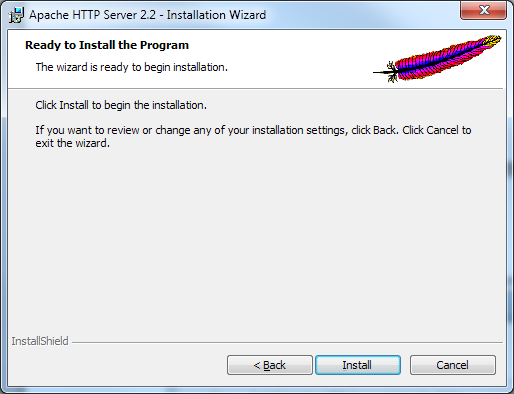 Apache HTTP Server 2.2 - Installation Wizard
Ready to Install the Program
The wizard is ready to begin installation.
Click Install to begin the installation.
If you want to review or change any of your installation settings, click Back. Click Cancel to
exit the wizard.
InstallShield
< Back
Install
Cancel